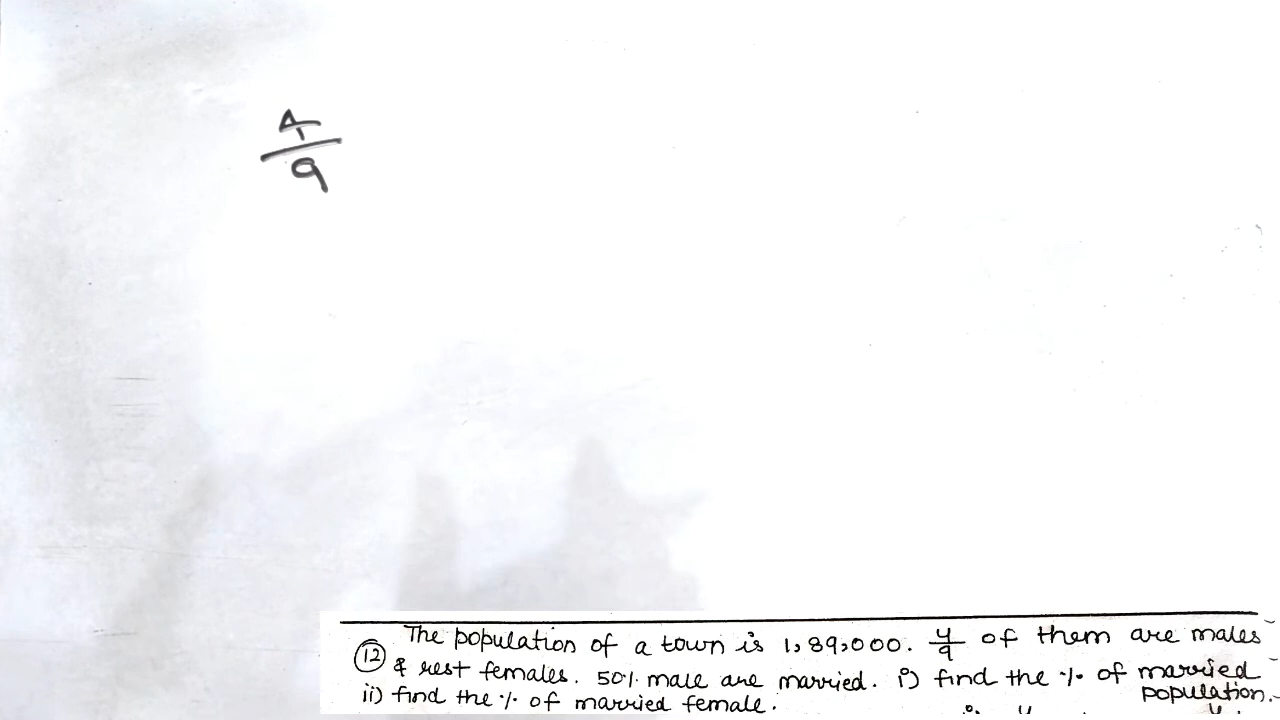 4
9
The population of a town is 1,89,000. 4/9 of them are males
(12) & rest females. 50% male are married. i) find the % of married
population.
ii) find the % of married female.